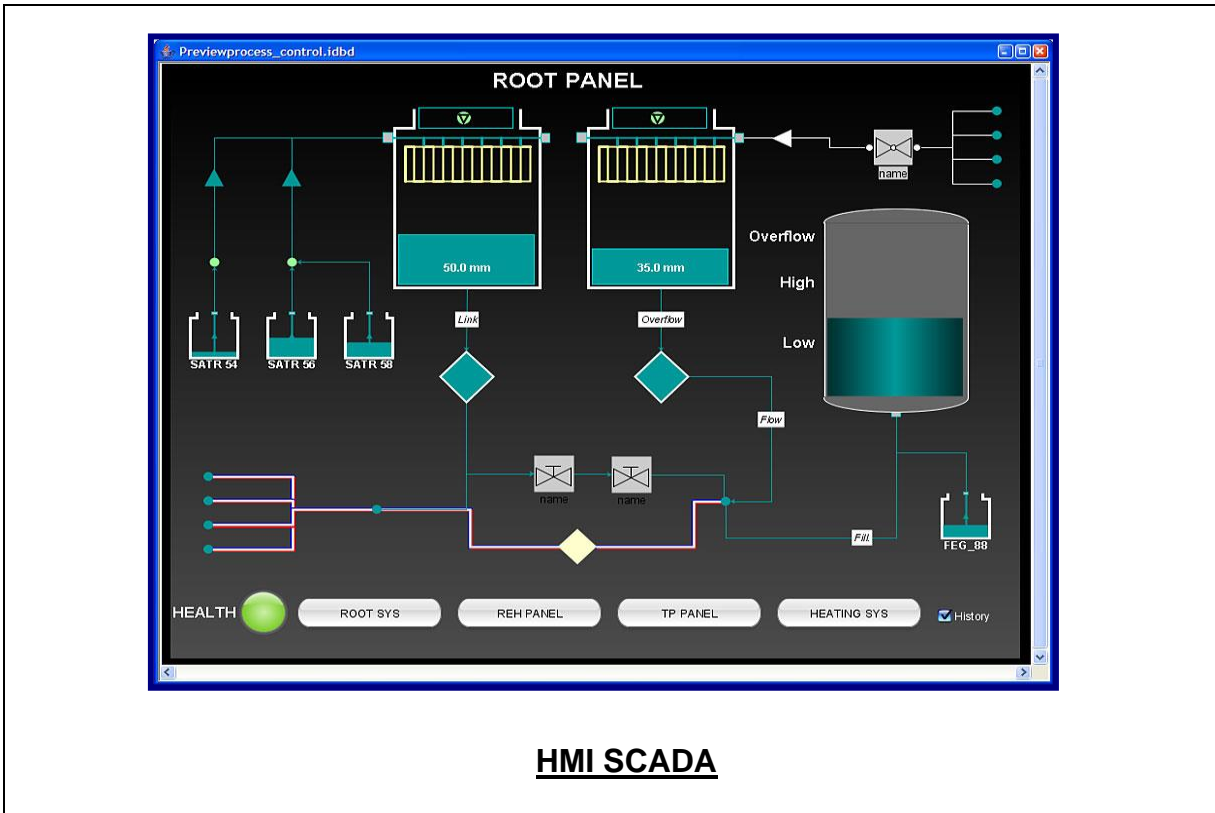 Previewprocess_control.idbd
ROOT PANEL
name
Overflow
High
Low
50.0 mm
35.0 mm
Link
Overflow
SATR 54
SATR 56
SATR 58
Flow
name
name
Fill
FEG_88
HEALTH
ROOT SYS
REH PANEL
TP PANEL
HEATING SYS
History
HMI SCADA